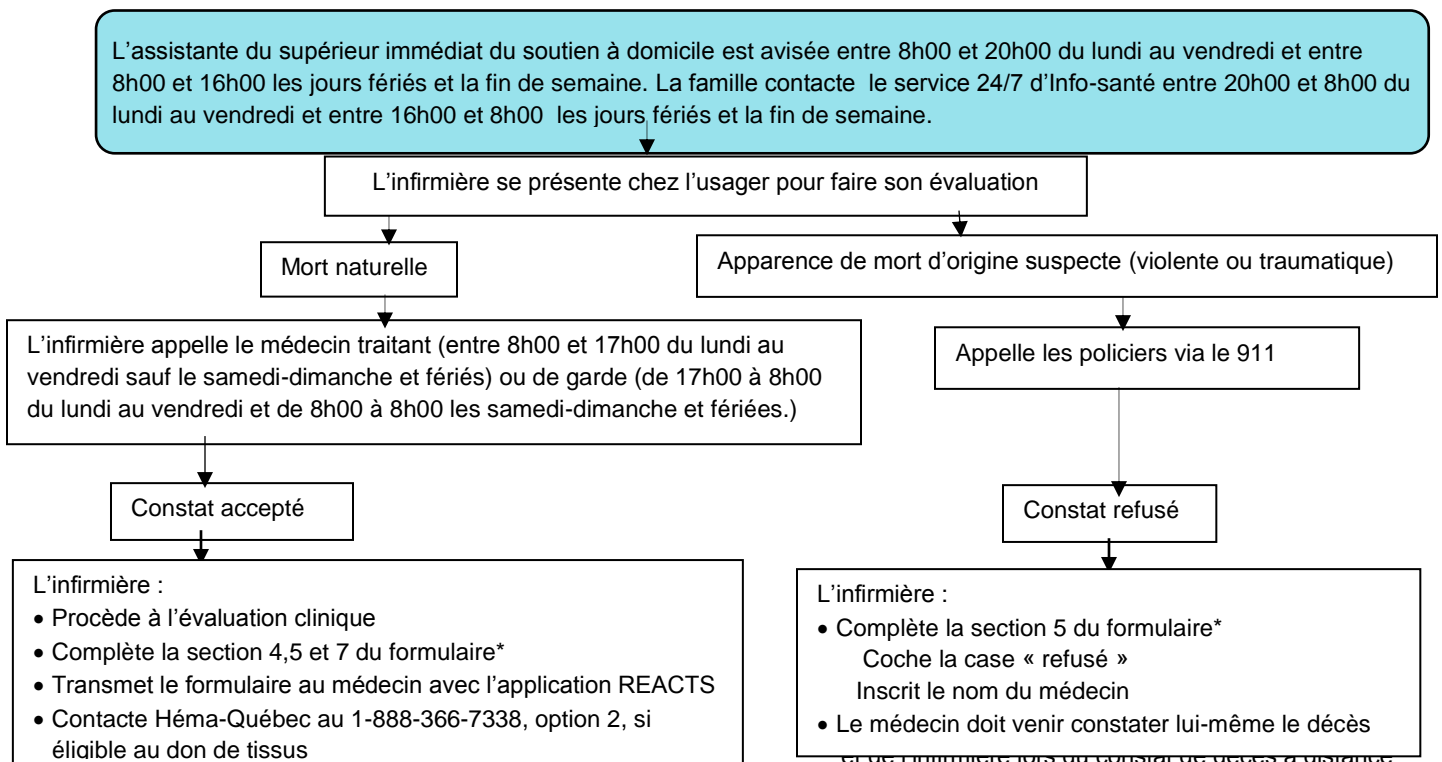 L'assistante du supérieur immédiat du soutien à domicile est avisée entre 8h00 et 20h00 du lundi au vendredi et entre
8h00 et 16h00 les jours fériés et la fin de semaine. La famille contacte le service 24/7 d'Info-santé entre 20h00 et 8h00 du
lundi au vendredi et entre 16h00 et 8h00 les jours fériés et la fin de semaine.
L'infirmière se présente chez l'usager pour faire son évaluation
Mort naturelle
Apparence de mort d'origine suspecte (violente ou traumatique)
L'infirmière appelle le médecin traitant (entre 8h00 et 17h00 du lundi au
vendredi sauf le samedi-dimanche et fériés) ou de garde (de 17h00 à 8h00
du lundi au vendredi et de 8h00 à 8h00 les samedi-dimanche et fériées.)
Appelle les policiers via le 911
Constat accepté
Constat refusé
L'infirmière :
• Procède à l'évaluation clinique
• Complète la section 4,5 et 7 du formulaire*
• Transmet le formulaire au médecin avec l'application REACTS
• Contacte Héma-Québec au 1-888-366-7338, option 2, si
éligible au don de tissus
L'infirmière :
• Complète la section 5 du formulaire*
Coche la case « refusé »
Inscrit le nom du médecin
• Le médecin doit venir constater lui-même le décès
et de l'infirmière lors du constat de décès à distance